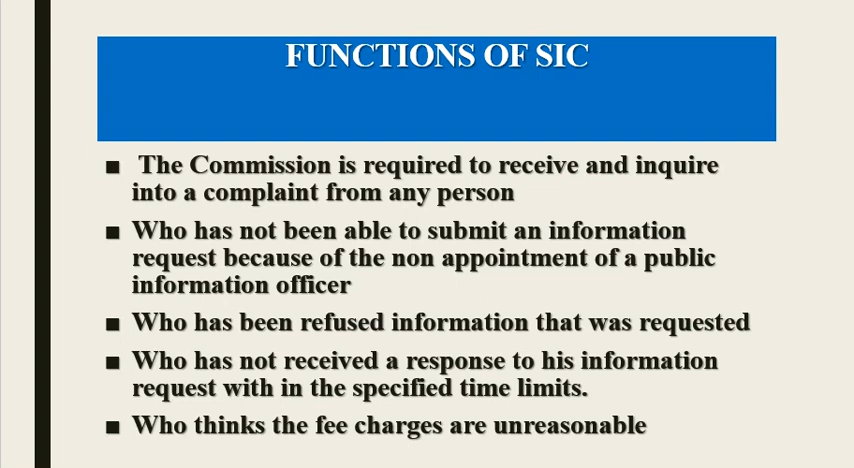 FUNCTIONS OF SIC
■ The Commission is required to receive and inquire
into a complaint from any person
■ Who has not been able to submit an information
request because of the non appointment of a public
information officer
■ Who has been refused information that was requested
■ Who has not received a response to his information
request with in the specified time limits.
■ Who thinks the fee charges are unreasonable